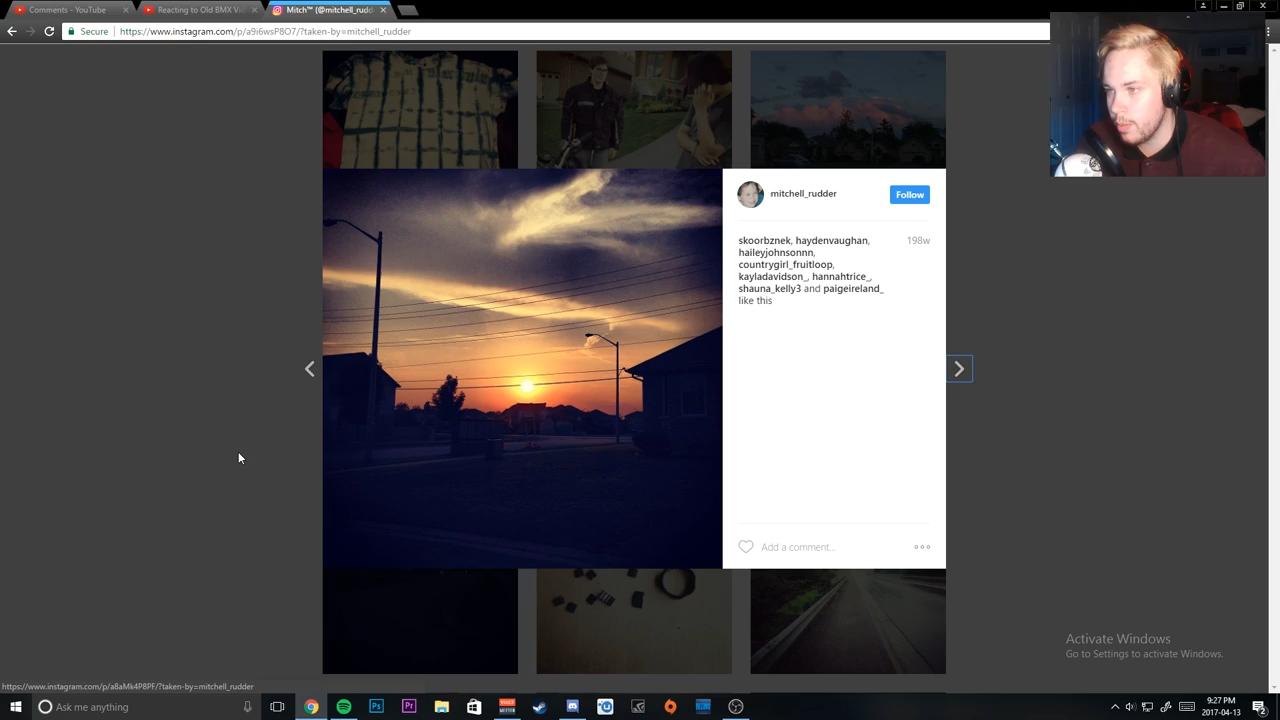 Comments - YouTube
Reacting to Old BMX Vi
Mitch™ (@mitchell_rudd
Secure
https://www.instagram.com/p/a9i6wsP8O7/?taken-by=mitchell_rudder
mitchell_rudder
Follow
skoorbznek, haydenvaughan,
198w
haileyjohnsonnn,
countrygirl_fruitloop,
kayladavidson_, hannahtrice_,
shauna_kelly3 and paigeireland_
like this
Add a comment...
Activate Windows
Go to Settings to activate Windows.
https://www.instagram.com/p/a8aMk4P8PF/?taken-by=mitchell_rudder
Ask me anything
9:27 PM
2017-04-13